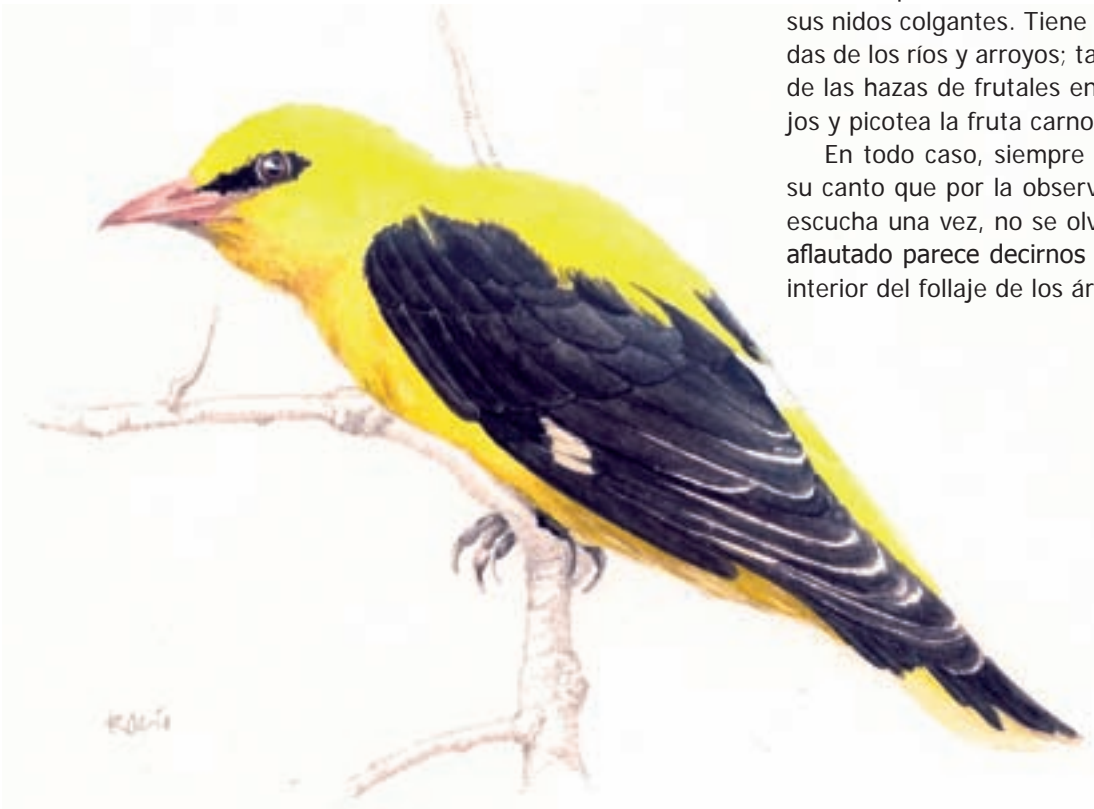 sus nidos colgantes. Tiene
das de los ríos y arroyos; ta
de las hazas de frutales en
jos y picotea la fruta carno
En todo caso, siempre
su canto que por la observ
escucha una vez, no se olv
aflautado parece decirnos
interior del follaje de los ár